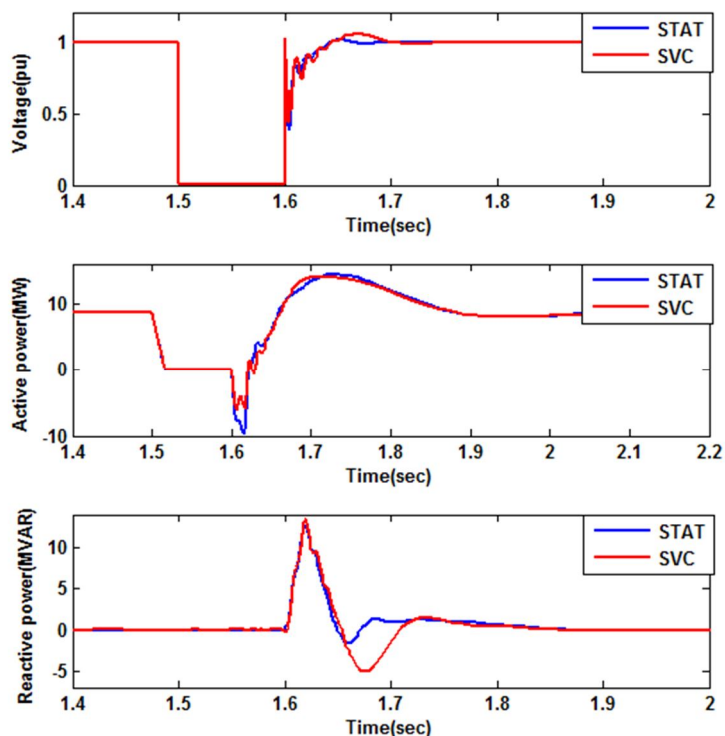 Voltage(pu)
1
0.5
0
1.4 1.5 1.6 1.7 1.8 1.9 2
Time(sec)
STAT
SVC
Active power(MW)
10
0
-10
1.4 1.5 1.6 1.7 1.8 1.9 2 2.1 2.2
Time(sec)
STAT
SVC
Reactive power(MVAR)
10
5
0
-5
1.4 1.5 1.6 1.7 1.8 1.9 2
Time(sec)
STAT
SVC